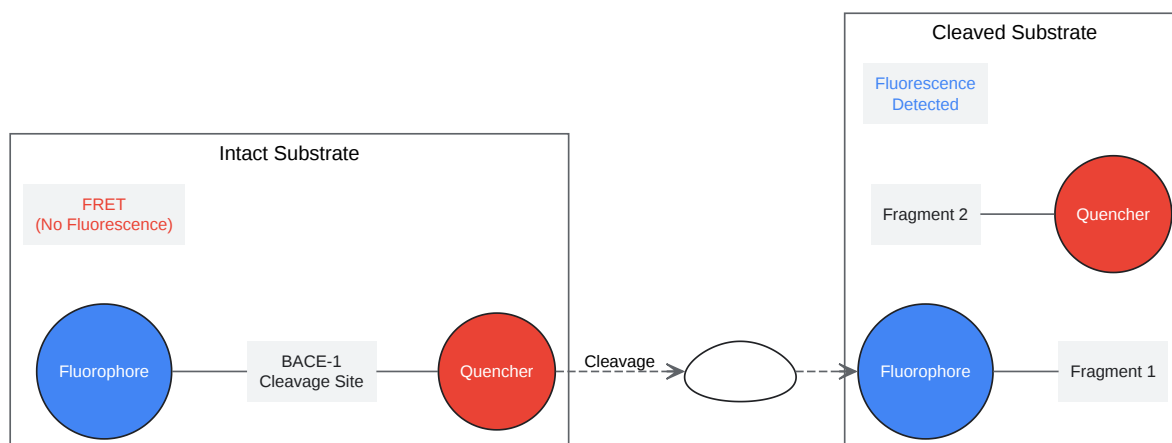 Intact Substrate
FRET
(No Fluorescence)
Fluorophore
BACE-1
Cleavage Site
Quencher
Cleavage
Cleaved Substrate
Fluorescence
Detected
Fragment 2
Quencher
Fluorophore
Fragment 1